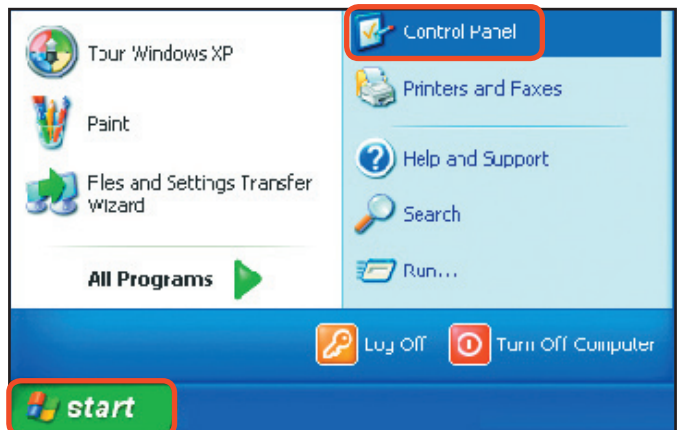 Tour Windows XP
Paint
Files and Settings Transfer
Wizard
All Programs
Control Panel
Printers and Faxes
Help and Support
Search
Run...
Log Off
Turn Off Computer
start